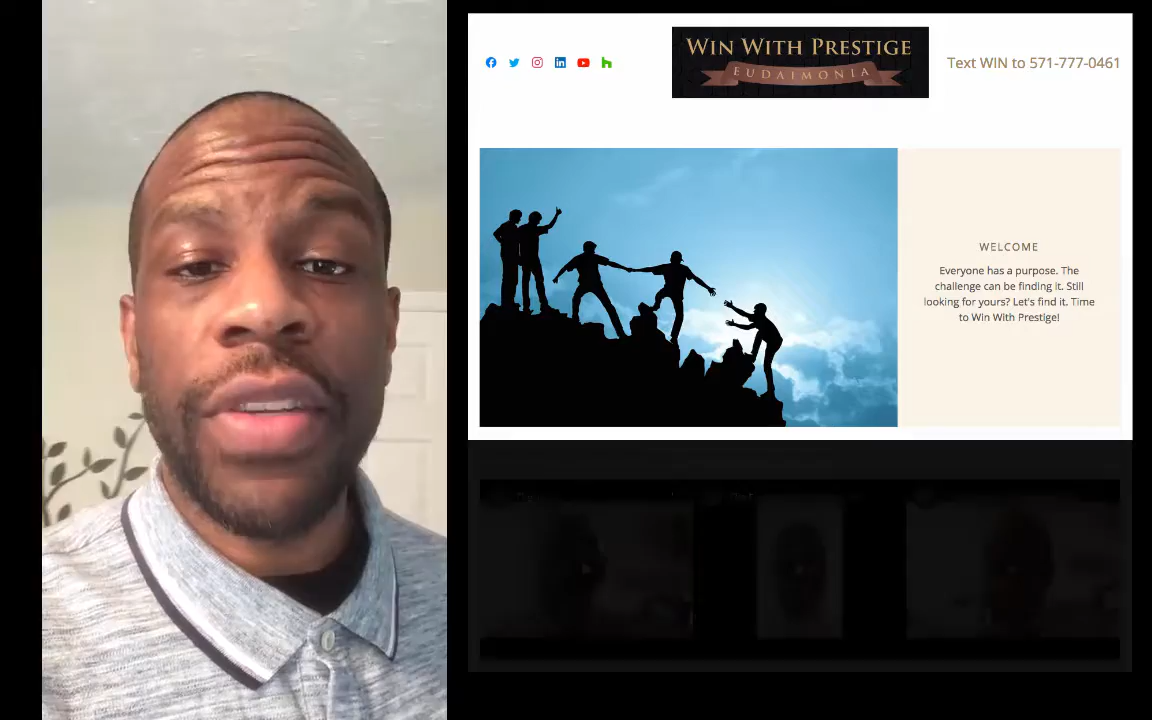 WIN WITH PRESTIGE
EUDAIMONIA
Text WIN to 571-777-0461
WELCOME
Everyone has a purpose. The
challenge can be finding it. Still
looking for yours? Let's find it. Time
to Win With Prestige!